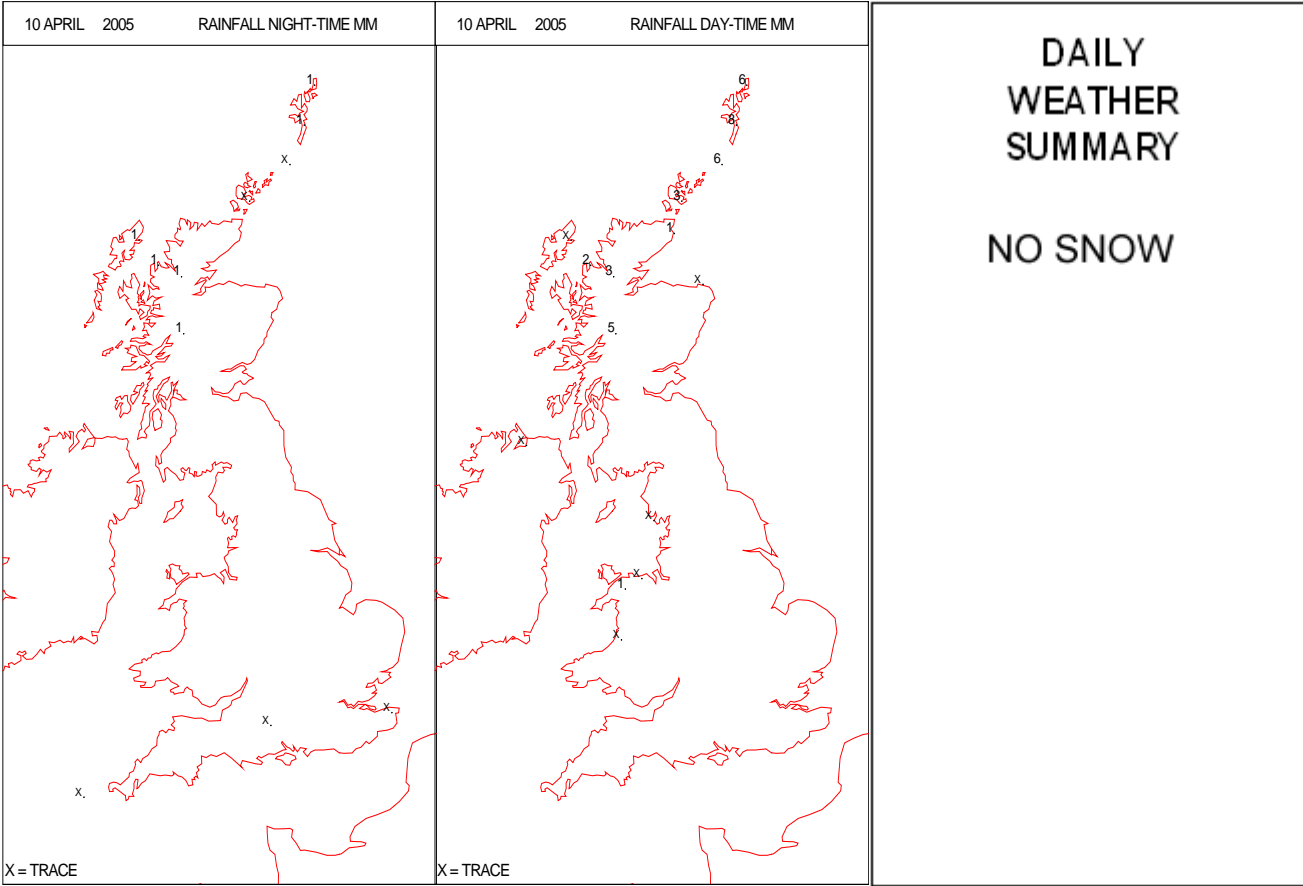 10 APRIL 2005 RAINFALL NIGHT-TIME MM
1.
1.
x.
x.
1.
1.
1.
1.
x.
x.
x.
X = TRACE
10 APRIL 2005 RAINFALL DAY-TIME MM
6.
8.
6.
3.
1.
x.
2.
3.
x.
5.
x.
x.
x.
1.
x.
X = TRACE
DAILY
WEATHER
SUMMARY
NO SNOW